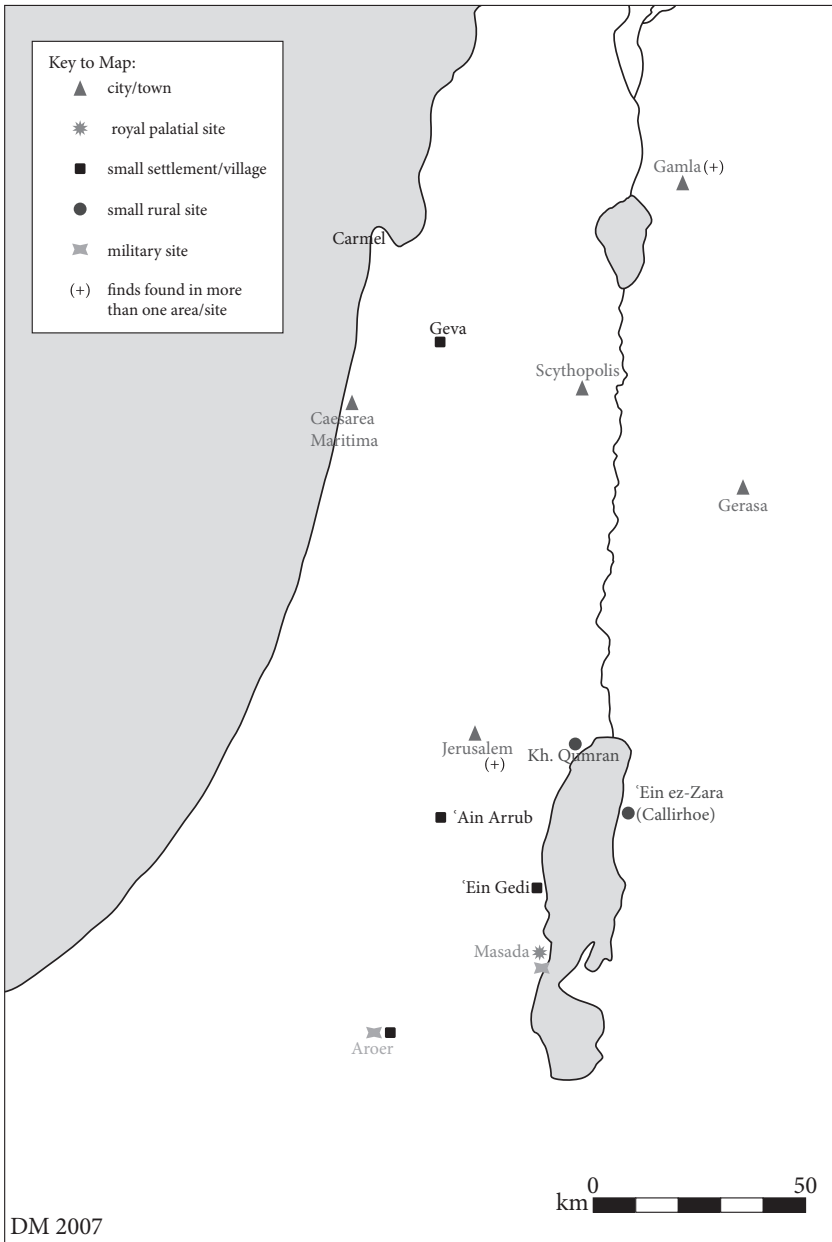 Key to Map:
city/town
royal palatial site
small settlement/village
small rural site
military site
(+) finds found in more
than one area/site
Gamla (+)
Carmel
Geva
Scythopolis
Caesarea
Maritima
Gerasa
Jerusalem
(+)
Kh. Qumran
ʿEin ez-Zara
(Callirhoe)
ʿAin Arrub
ʿEin Gedi
Masada
Aroer
0 50
km
DM 2007